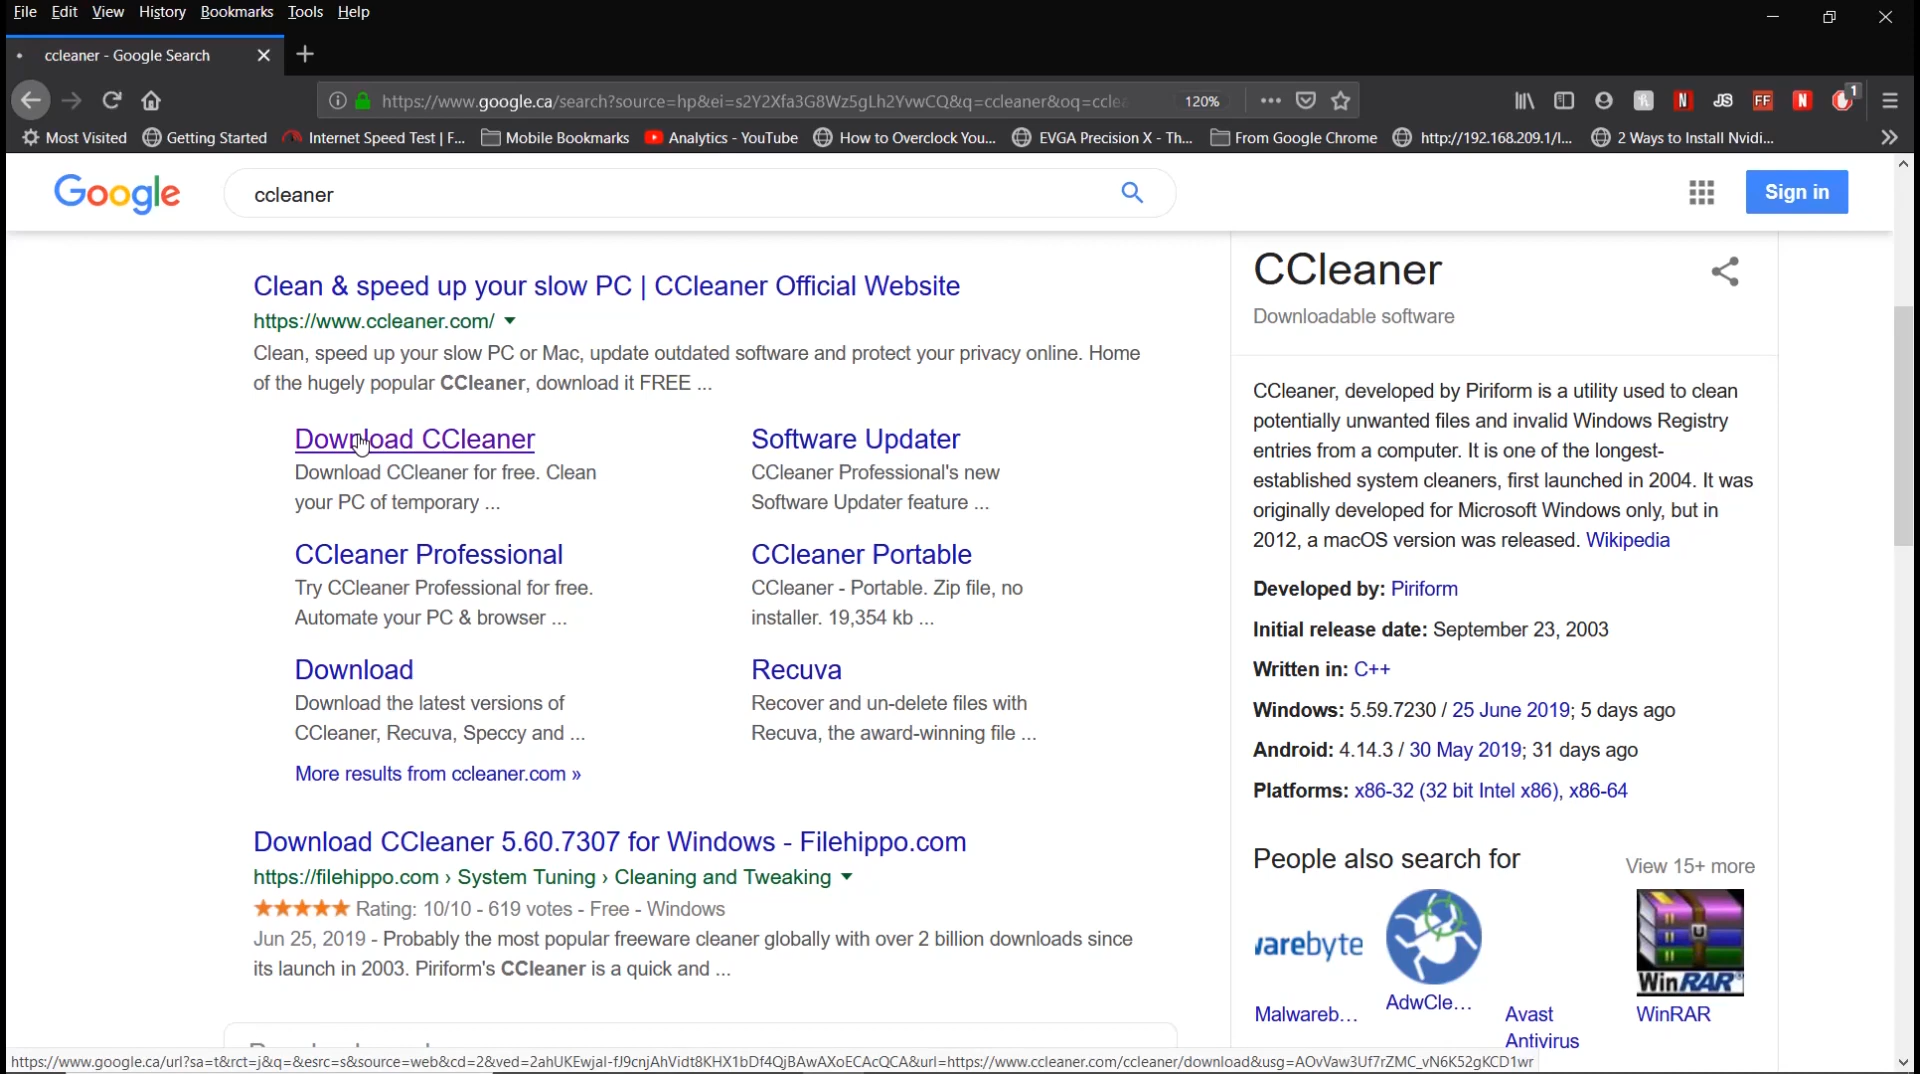 File Edit View History Bookmarks Tools Help
ccleaner - Google Search
https://www.google.ca/search?source=hp&ei=s2Y2Xfa3G8Wz5gLh2YvwCQ&q=ccleaner&oq=cclea
120%
JS
FF
N
1
Most Visited Getting Started Internet Speed Test | F... Mobile Bookmarks Analytics - YouTube How to Overclock You... EVGA Precision X - Th... From Google Chrome http://192.168.209.1/l... 2 Ways to Install Nvidi...
Google
ccleaner
Sign in
Clean & speed up your slow PC | CCleaner Official Website
https://www.ccleaner.com/
Clean, speed up your slow PC or Mac, update outdated software and protect your privacy online. Home
of the hugely popular CCleaner, download it FREE ...
Download CCleaner
Download CCleaner for free. Clean
your PC of temporary ...
Software Updater
CCleaner Professional's new
Software Updater feature ...
CCleaner Professional
Try CCleaner Professional for free.
Automate your PC & browser ...
CCleaner Portable
CCleaner - Portable. Zip file, no
installer. 19,354 kb ...
Download
Download the latest versions of
CCleaner, Recuva, Speccy and ...
Recuva
Recover and un-delete files with
Recuva, the award-winning file ...
More results from ccleaner.com »
Download CCleaner 5.60.7307 for Windows - Filehippo.com
https://filehippo.com › System Tuning › Cleaning and Tweaking
Rating: 10/10 - 619 votes - Free - Windows
Jun 25, 2019 - Probably the most popular freeware cleaner globally with over 2 billion downloads since
its launch in 2003. Piriform's CCleaner is a quick and ...
CCleaner
Downloadable software
CCleaner, developed by Piriform is a utility used to clean
potentially unwanted files and invalid Windows Registry
entries from a computer. It is one of the longest-
established system cleaners, first launched in 2004. It was
originally developed for Microsoft Windows only, but in
2012, a macOS version was released. Wikipedia
Developed by: Piriform
Initial release date: September 23, 2003
Written in: C++
Windows: 5.59.7230 / 25 June 2019; 5 days ago
Android: 4.14.3 / 30 May 2019; 31 days ago
Platforms: x86-32 (32 bit Intel x86), x86-64
People also search for
View 15+ more
warebyte
WinRAR
Malwareb...
AdwCle...
Avast
Antivirus
WinRAR
https://www.google.ca/url?sa=t&rct=j&q=&esrc=s&source=web&cd=2&ved=2ahUKEwjal-fJ9cnjAhVidt8KHX1bDf4QjBAwAXoECAcQCA&url=https://www.ccleaner.com/ccleaner/download&usg=AOvVaw3Uf7rZMC_vN6K52gKCD1wr